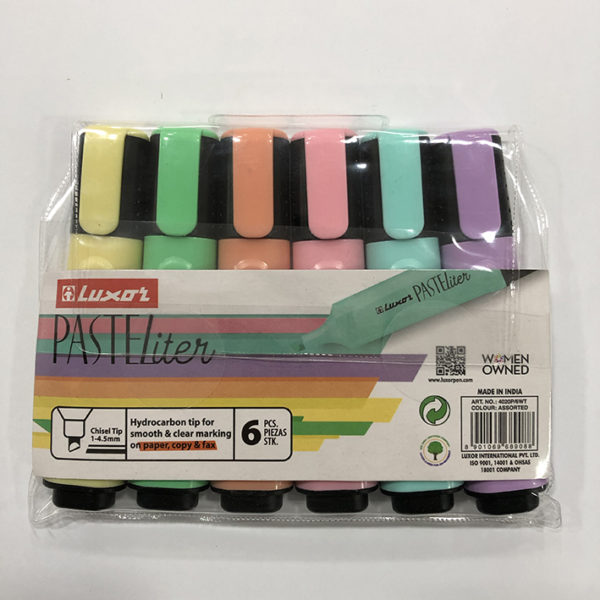 Luxor
PASTELiter
Luxor PASTELiter
Chisel Tip
1-4.5mm
Hydrocarbon tip for
smooth & clear marking
on paper, copy & fax
6 PCS.
PIEZAS
STK.
www.luxorpen.com
WOMEN
OWNED
MADE IN INDIA
ART. NO.: 4020P/6WT
COLOUR: ASSORTED
8 901069 669088
LUXOR INTERNATIONAL PVT. LTD.
ISO 9001, 14001 & OHSAS
18001 COMPANY